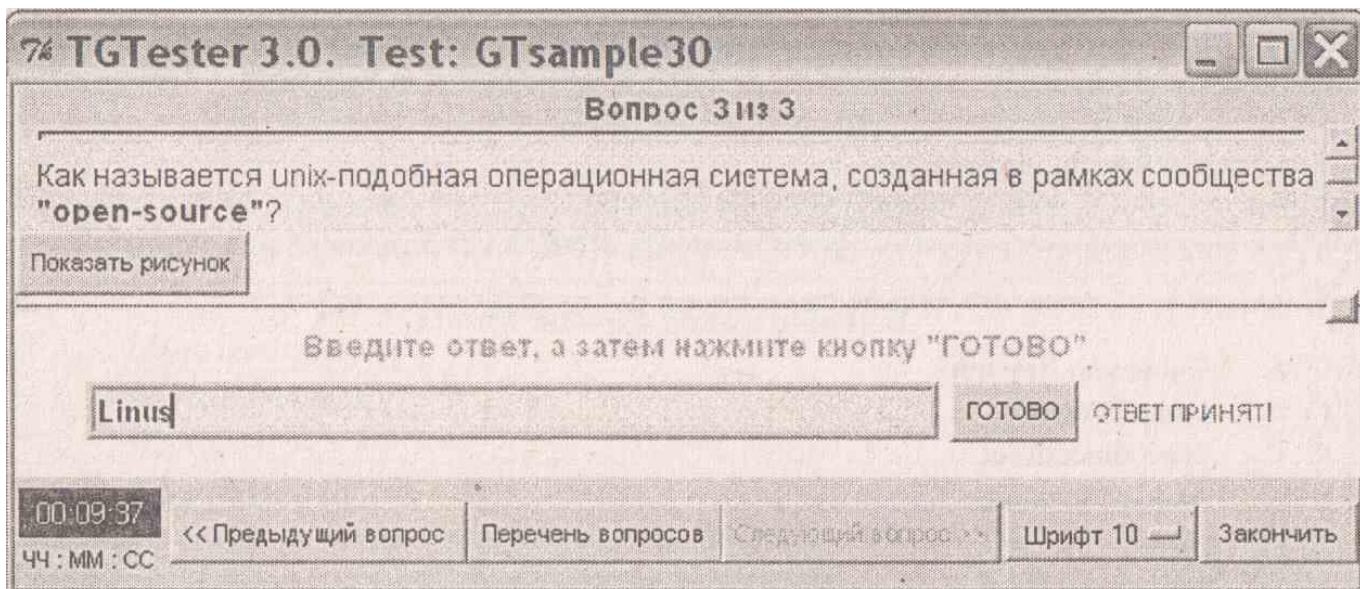 TGTester 3.0. Test: GTsample30
Вопрос 3 из 3
Как называется unix-подобная операционная система, созданная в рамках сообщества
"open-source"?
Показать рисунок
Введите ответ, а затем нажмите кнопку "ГОТОВО"
Linus ГОТОВО ОТВЕТ ПРИНЯТ!
00:09:37 <<Предыдущий вопрос Перечень вопросов Следующий вопрос >> Шрифт 10 Закончить
ЧЧ : ММ : СС